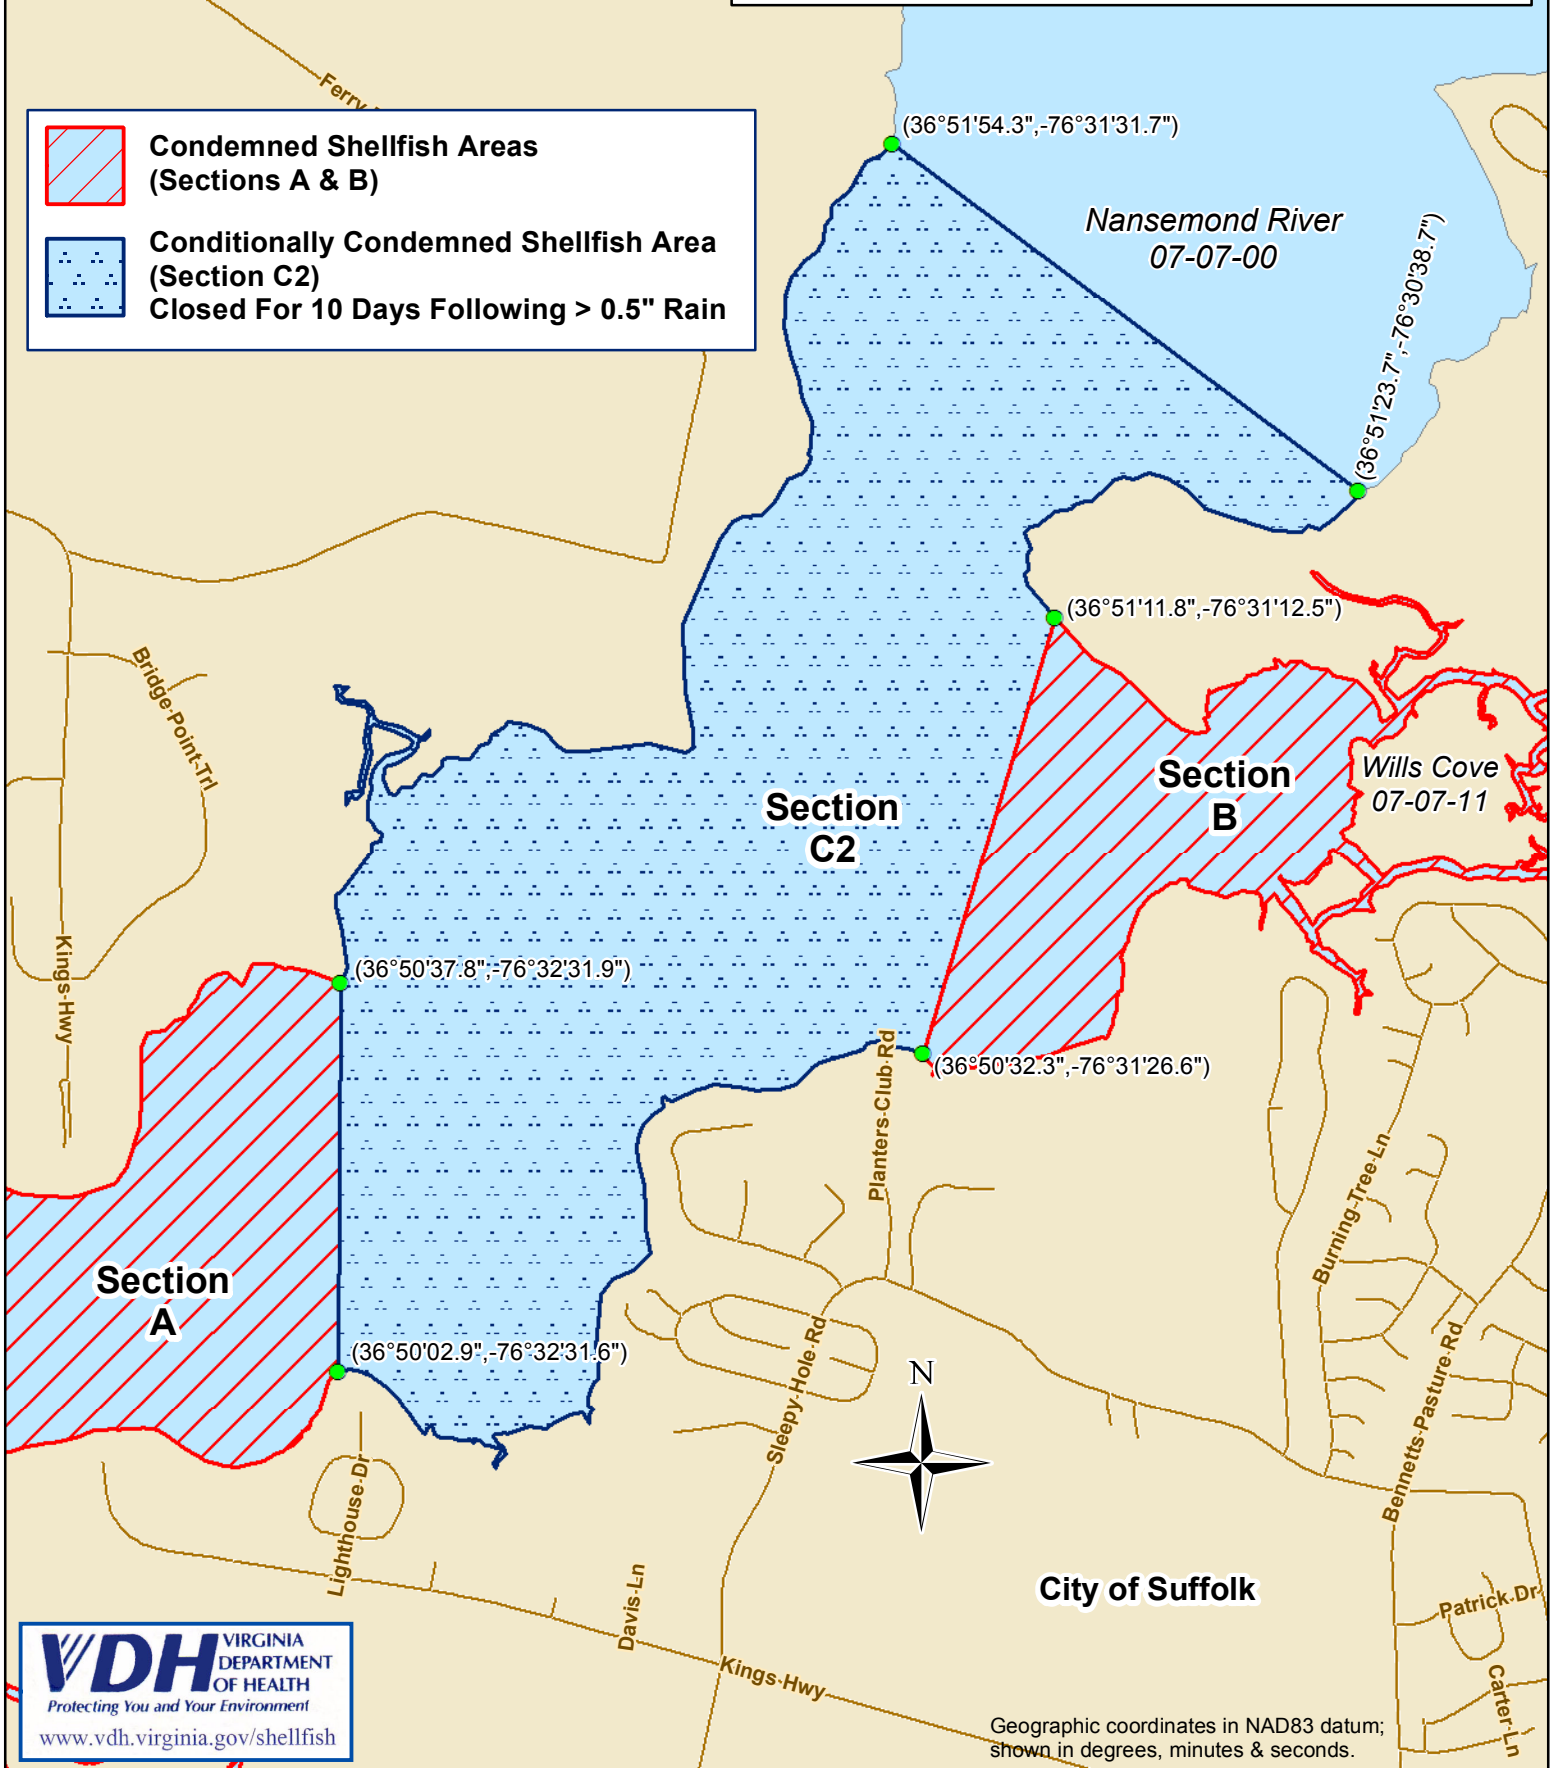 Ferry
Condemned Shellfish Areas
(Sections A & B)
Conditionally Condemned Shellfish Area
(Section C2)
Closed For 10 Days Following > 0.5" Rain
(36°51'54.3",-76°31'31.7")
Nansemond River
07-07-00
(36°51'23.7",-76°30'38.7")
(36°51'11.8",-76°31'12.5")
Bridge Point Trl
Section
B
Wills Cove
07-07-11
Section
C2
Kings Hwy
(36°50'37.8",-76°32'31.9")
(36°50'32.3",-76°31'26.6")
Planters Club Rd
Burning Tree Ln
Section
A
(36°50'02.9",-76°32'31.6")
Sleepy Hole Rd
Bennetts Pasture Rd
N
Lighthouse Dr
Davis Ln
City of Suffolk
Patrick Dr
Kings Hwy
Carter Ln
VDH
VIRGINIA
DEPARTMENT
OF HEALTH
Protecting You and Your Environment
www.vdh.virginia.gov/shellfish
Geographic coordinates in NAD83 datum;
shown in degrees, minutes & seconds.